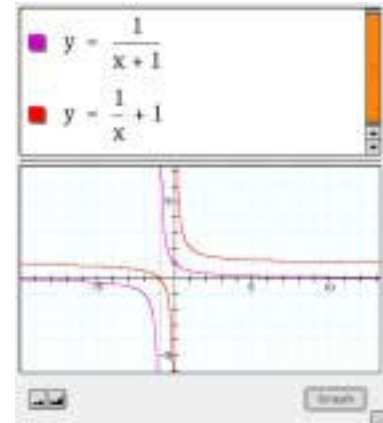 y = 1/(x + 1)
y = 1/x + 1
Graph